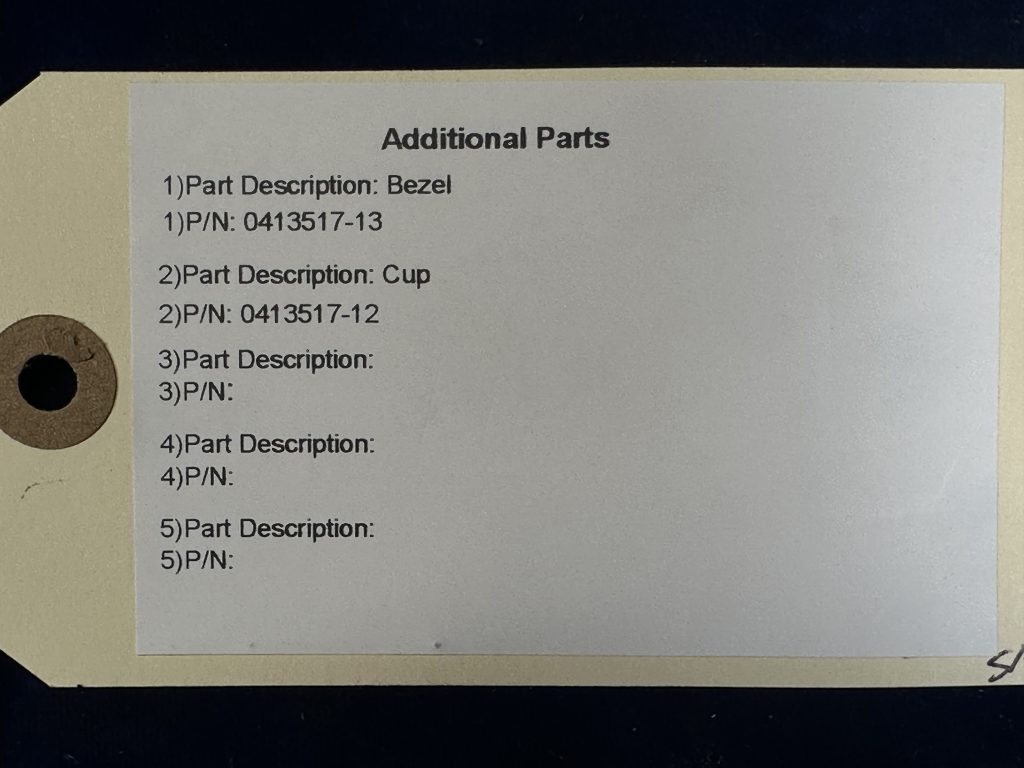 Additional Parts
1)Part Description: Bezel
1)P/N: 0413517-13
2)Part Description: Cup
2)P/N: 0413517-12
3)Part Description:
3)P/N:
4)Part Description:
4)P/N:
5)Part Description:
5)P/N: